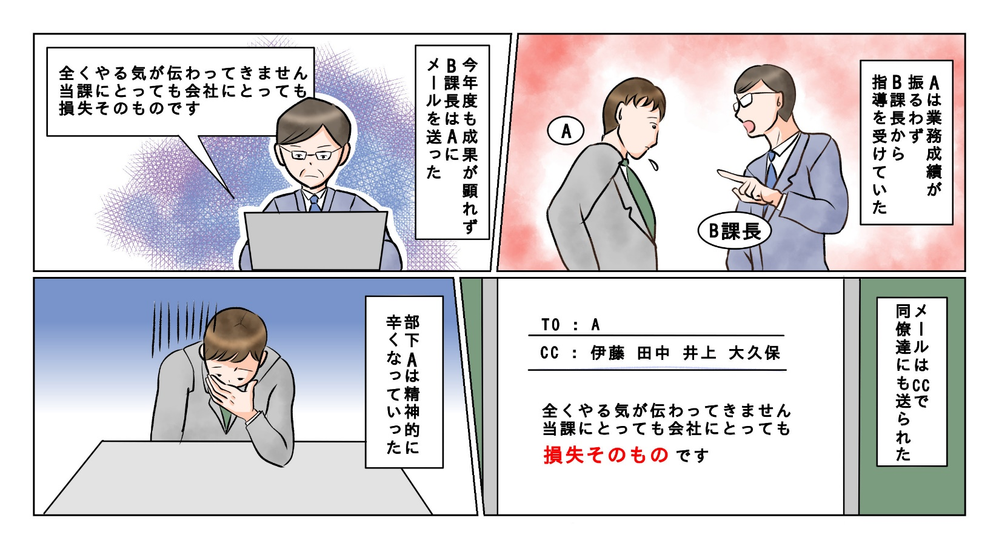 Aは業務成績が
振るわず
B課長から
指導を受けていた
A
B課長
今年度も成果が顕れず
B課長はAに
メールを送った
全くやる気が伝わってきません
当課にとっても会社にとっても
損失そのものです
メールはCCで
同僚達にも送られた
TO : A
CC : 伊藤 田中 井上 大久保
全くやる気が伝わってきません
当課にとっても会社にとっても
損失そのもの です
部下Aは精神的に
辛くなっていった